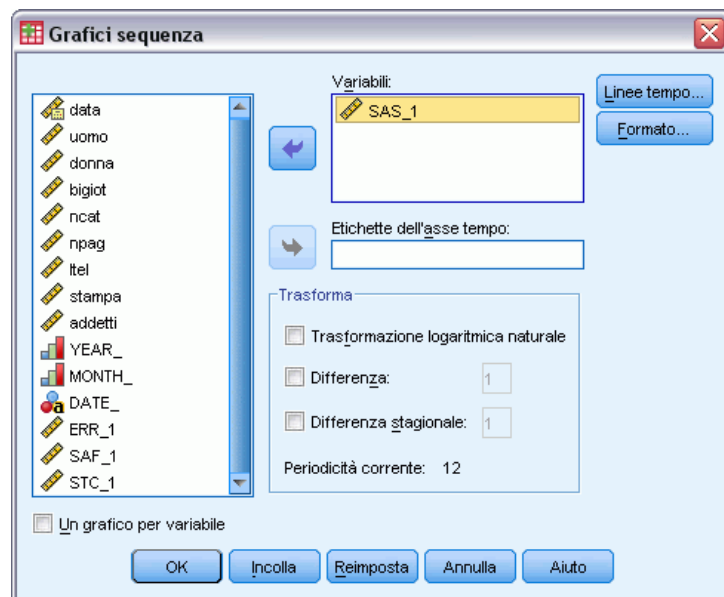 Grafici sequenza
data
uomo
donna
bigiot
ncat
npag
ltel
stampa
addetti
YEAR_
MONTH_
DATE_
ERR_1
SAF_1
STC_1
Un grafico per variabile
Variabili:
SAS_1
Etichette dell'asse tempo:
Trasforma
Trasformazione logaritmica naturale
Differenza: 1
Differenza stagionale: 1
Periodicità corrente: 12
Linee tempo...
Formato...
OK Incolla Reimposta Annulla Aiuto